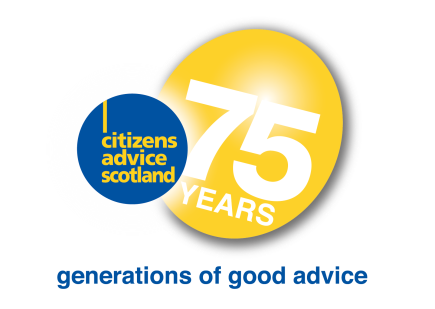 citizens
advice
scotland
75
YEARS
generations of good advice